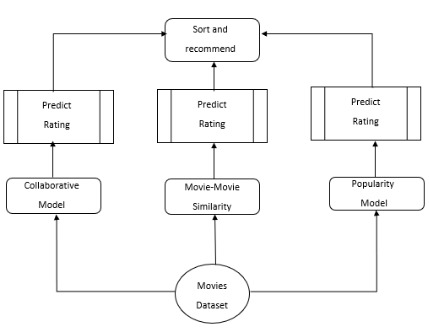 Sort and
recommend
Predict
Rating
Predict
Rating
Predict
Rating
Collaborative
Model
Movie-Movie
Similarity
Popularity
Model
Movies
Dataset